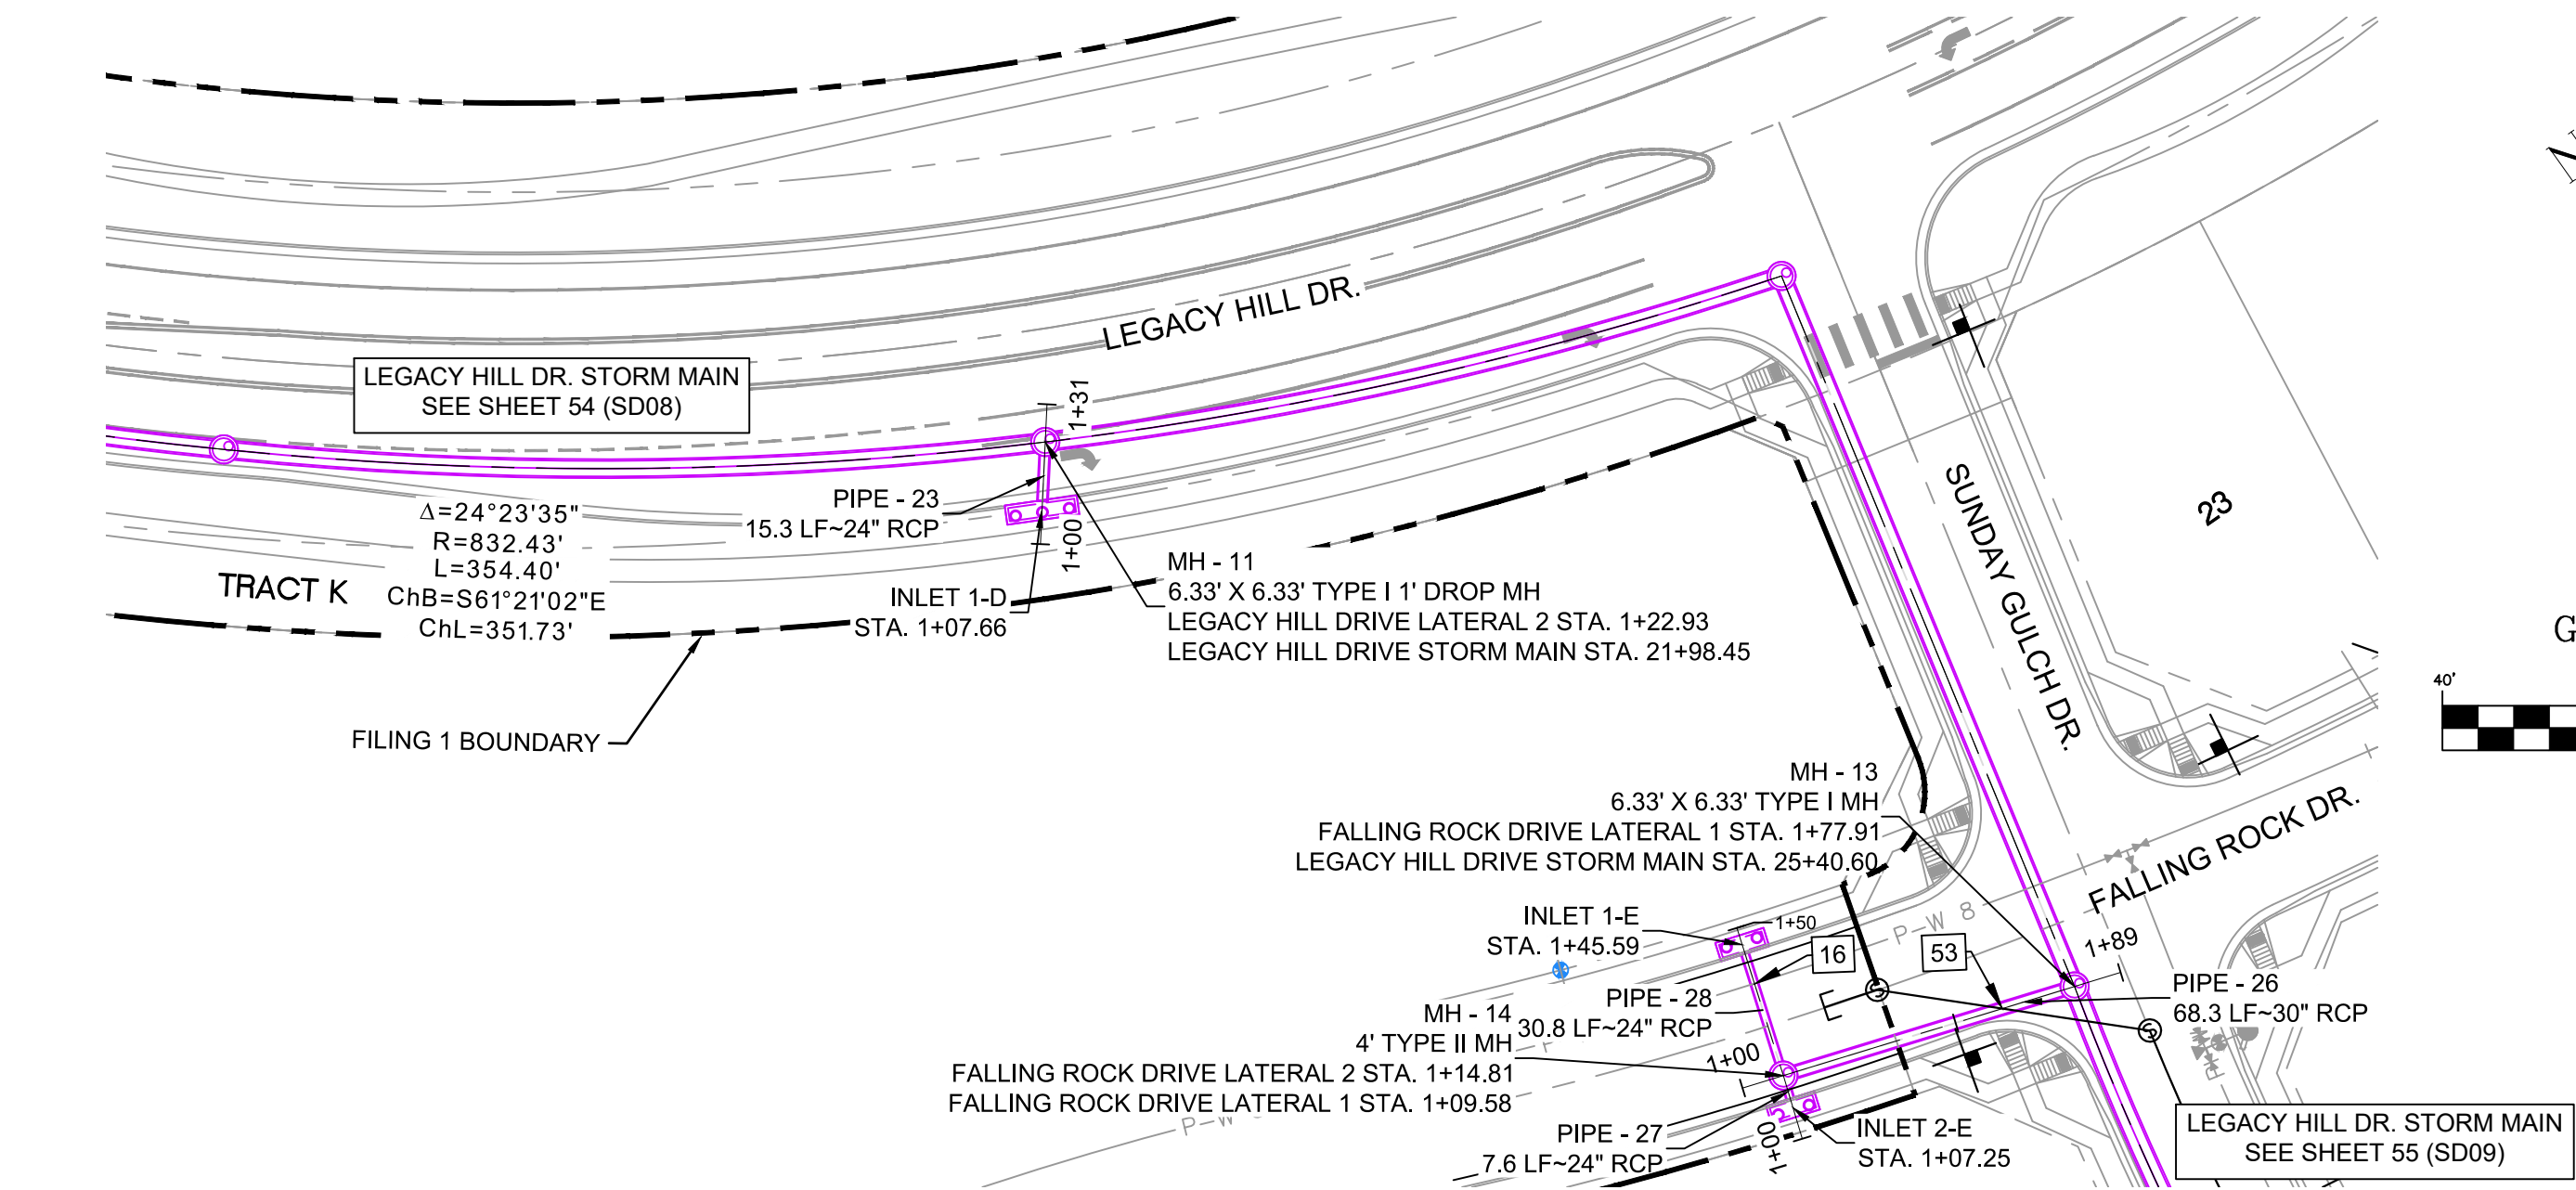 N
LEGACY HILL DR.
LEGACY HILL DR. STORM MAIN
SEE SHEET 54 (SD08)
1+31
PIPE - 23
15.3 LF~24" RCP
1+00
Δ=24°23'35"
R=832.43'
L=354.40'
ChB=S61°21'02"E
ChL=351.73'
TRACT K
INLET 1-D
STA. 1+07.66
MH - 11
6.33' X 6.33' TYPE I 1' DROP MH
LEGACY HILL DRIVE LATERAL 2 STA. 1+22.93
LEGACY HILL DRIVE STORM MAIN STA. 21+98.45
FILING 1 BOUNDARY
SUNDAY GULCH DR.
23
G
40'
MH - 13
6.33' X 6.33' TYPE I MH
FALLING ROCK DRIVE LATERAL 1 STA. 1+77.91
LEGACY HILL DRIVE STORM MAIN STA. 25+40.60
FALLING ROCK DR.
INLET 1-E
STA. 1+45.59
1+50
16
P-W 8
53
1+89
PIPE - 26
68.3 LF~30" RCP
PIPE - 28
30.8 LF~24" RCP
MH - 14
4' TYPE II MH
FALLING ROCK DRIVE LATERAL 2 STA. 1+14.81
FALLING ROCK DRIVE LATERAL 1 STA. 1+09.58
1+00
S
S
P-W
PIPE - 27
7.6 LF~24" RCP
1+00
INLET 2-E
STA. 1+07.25
LEGACY HILL DR. STORM MAIN
SEE SHEET 55 (SD09)